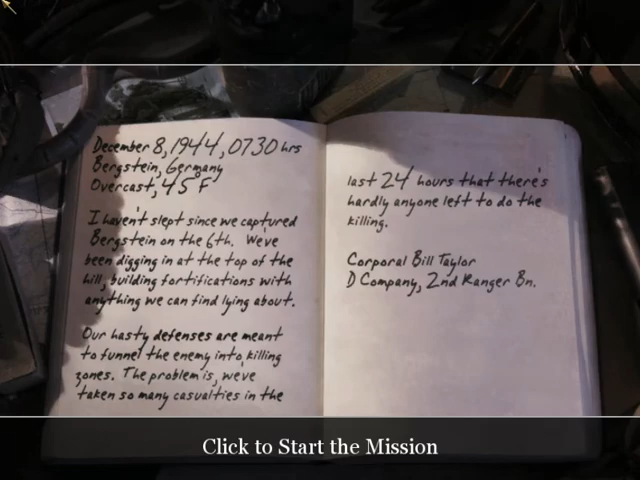 December 8, 1944, 0730 hrs
Bergstein, Germany
Overcast, 45 F
I haven't slept since we captured
Bergstein on the 6th. We've
been digging in at the top of the
hill, building fortifications with
anything we can find lying about.
Our hasty defenses are meant
to funnel the enemy into killing
zones. The problem is, we've
taken so many casualties in the
last 24 hours that there's
hardly anyone left to do the
killing.
Corporal Bill Taylor
D Company, 2nd Ranger Bn.
Click to Start the Mission